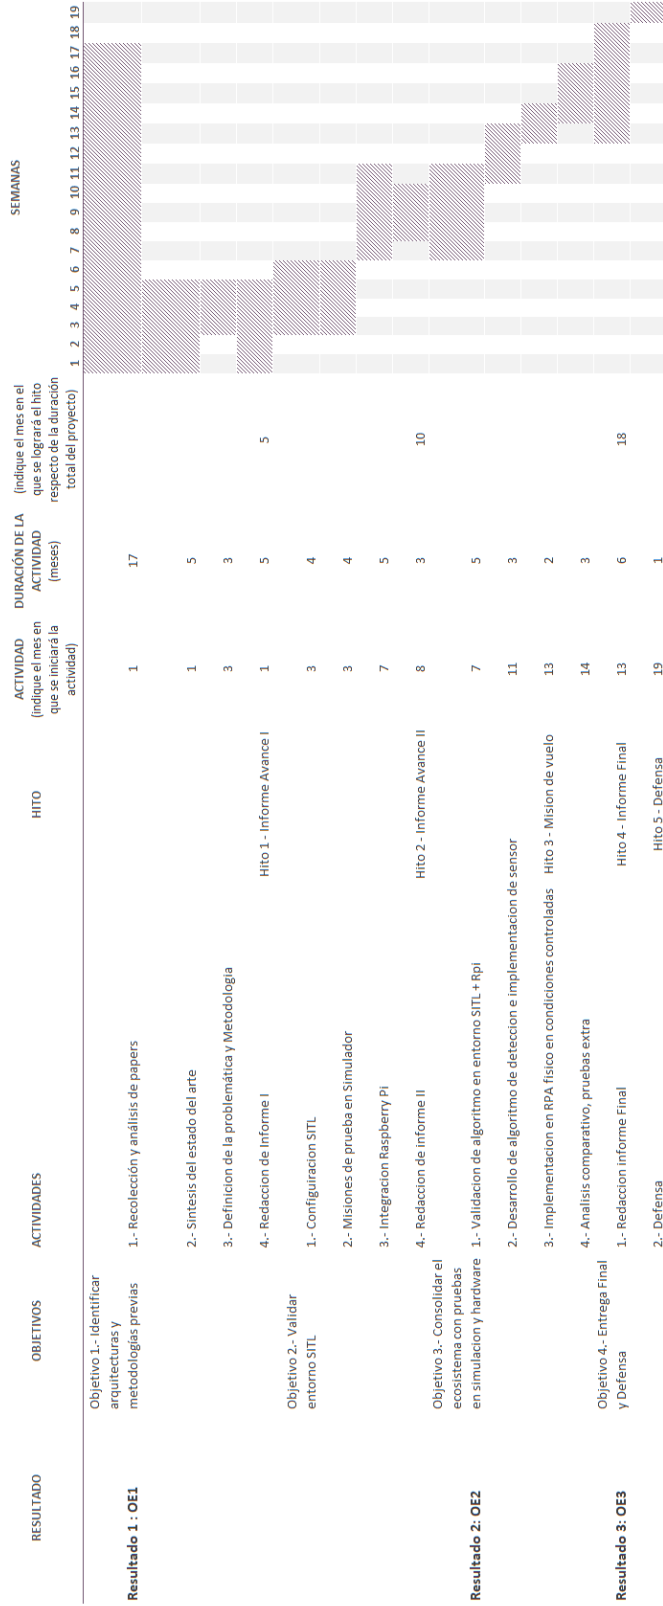 SEMANAS
RESULTADO OBJETIVOS ACTIVIDADES HITO ACTIVIDAD (indique el mes en que se iniciará la actividad) DURACIÓN DE LA ACTIVIDAD (meses) (indique el mes en el que se logrará el hito respecto de la duración total del proyecto) 1 2 3 4 5 6 7 8 9 10 11 12 13 14 15 16 17 18 19
Objetivo 1.- Identificar
arquitecturas y
Resultado 1 : OE1 metodologías previas 1.- Recolección y análisis de papers 1 17
2.- Sintesis del estado del arte 1 5
3.- Definicion de la problemática y Metodologia 3 3
4.- Redaccion de Informe I Hito 1 - Informe Avance I 1 5 5
Objetivo 2.- Validar
entorno SITL 1.- Configuiracion SITL 3 4
2.- Misiones de prueba en Simulador 3 4
3.- Integracion Raspberry Pi 7 5
4.- Redaccion de informe II Hito 2 - Informe Avance II 8 3 10
Objetivo 3.- Consolidar el
ecosistema con pruebas
Resultado 2: OE2 en simulacion y hardware 1.- Validacion de algoritmo en entorno SITL + Rpi 7 5
2.- Desarrollo de algoritmo de deteccion e implementacion de sensor 11 3
3.- Implementacion en RPA fisico en condiciones controladas Hito 3 - Mision de vuelo 13 2
4.- Analisis comparativo, pruebas extra 14 3
Objetivo 4.- Entrega Final
Resultado 3: OE3 y Defensa 1.- Redaccion informe Final Hito 4 - Informe Final 13 6 18
2.- Defensa Hito 5 - Defensa 19 1